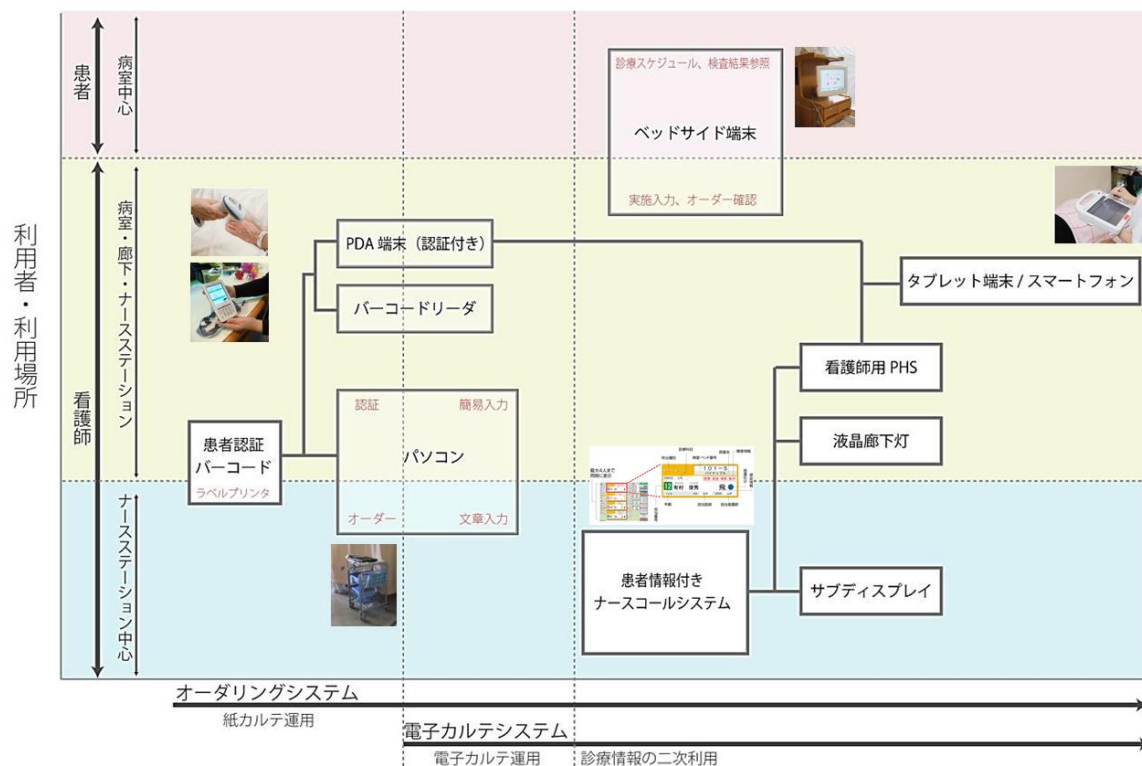 利用者・利用場所
患者
病室中心
看護師
病室・廊下・ナースステーション
ナースステーション中心
診療スケジュール、検査結果参照
ベッドサイド端末
実施入力、オーダー確認
PDA 端末（認証付き）
バーコードリーダ
タブレット端末 / スマートフォン
看護師用 PHS
液晶廊下灯
患者認証
バーコード
ラベルプリンタ
認証
簡易入力
パソコン
オーダー
文章入力
101-5
12
患者情報付き
ナースコールシステム
サブディスプレイ
オーダリングシステム
紙カルテ運用
電子カルテシステム
電子カルテ運用
診療情報の二次利用